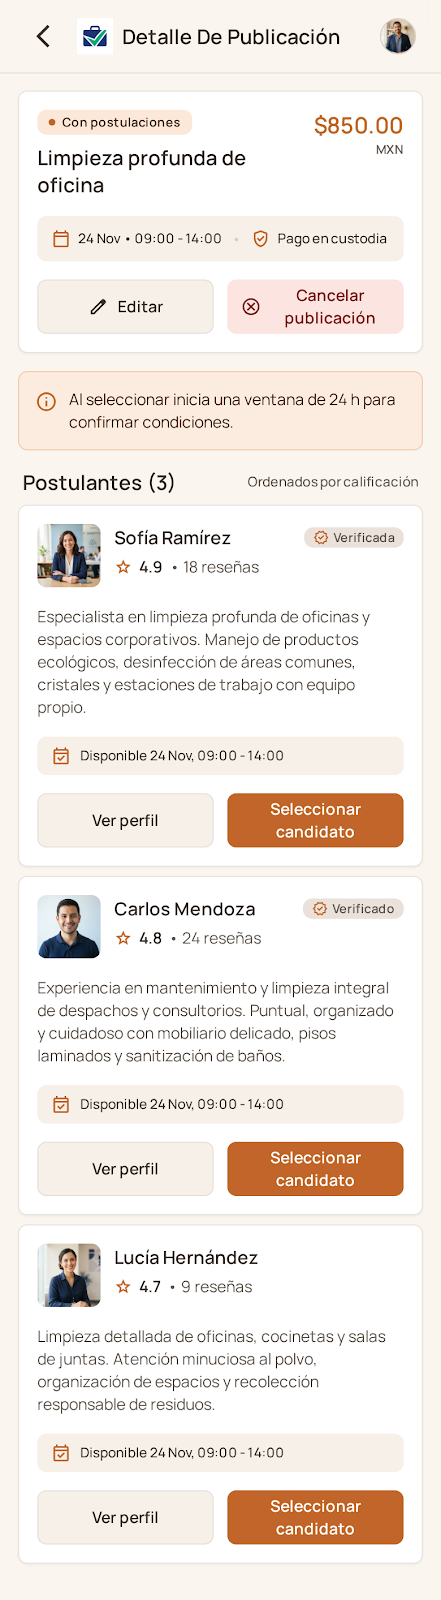 Detalle De Publicación
Con postulaciones
$850.00
MXN
Limpieza profunda de
oficina
24 Nov • 09:00 - 14:00 • Pago en custodia
Editar
Cancelar
publicación
Al seleccionar inicia una ventana de 24 h para
confirmar condiciones.
Postulantes (3)
Ordenados por calificación
Sofía Ramírez
Verificada
4.9 • 18 reseñas
Especialista en limpieza profunda de oficinas y
espacios corporativos. Manejo de productos
ecológicos, desinfección de áreas comunes,
cristales y estaciones de trabajo con equipo
propio.
Disponible 24 Nov, 09:00 - 14:00
Ver perfil
Seleccionar
candidato
Carlos Mendoza
Verificado
4.8 • 24 reseñas
Experiencia en mantenimiento y limpieza integral
de despachos y consultorios. Puntual, organizado
y cuidadoso con mobiliario delicado, pisos
laminados y sanitización de baños.
Disponible 24 Nov, 09:00 - 14:00
Ver perfil
Seleccionar
candidato
Lucía Hernández
4.7 • 9 reseñas
Limpieza detallada de oficinas, cocinetas y salas
de juntas. Atención minuciosa al polvo,
organización de espacios y recolección
responsable de residuos.
Disponible 24 Nov, 09:00 - 14:00
Ver perfil
Seleccionar
candidato